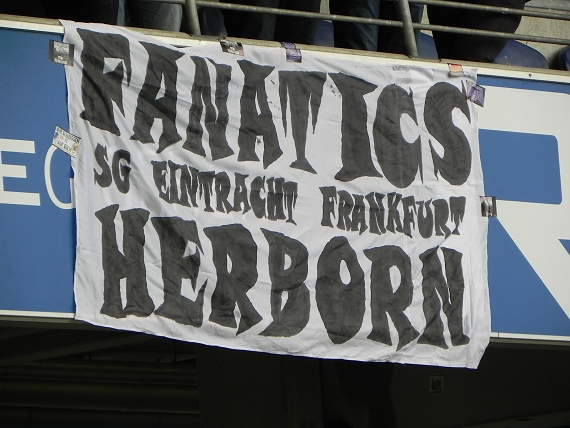 FANATICS
SG EINTRACHT FRANKFURT
HERBORN